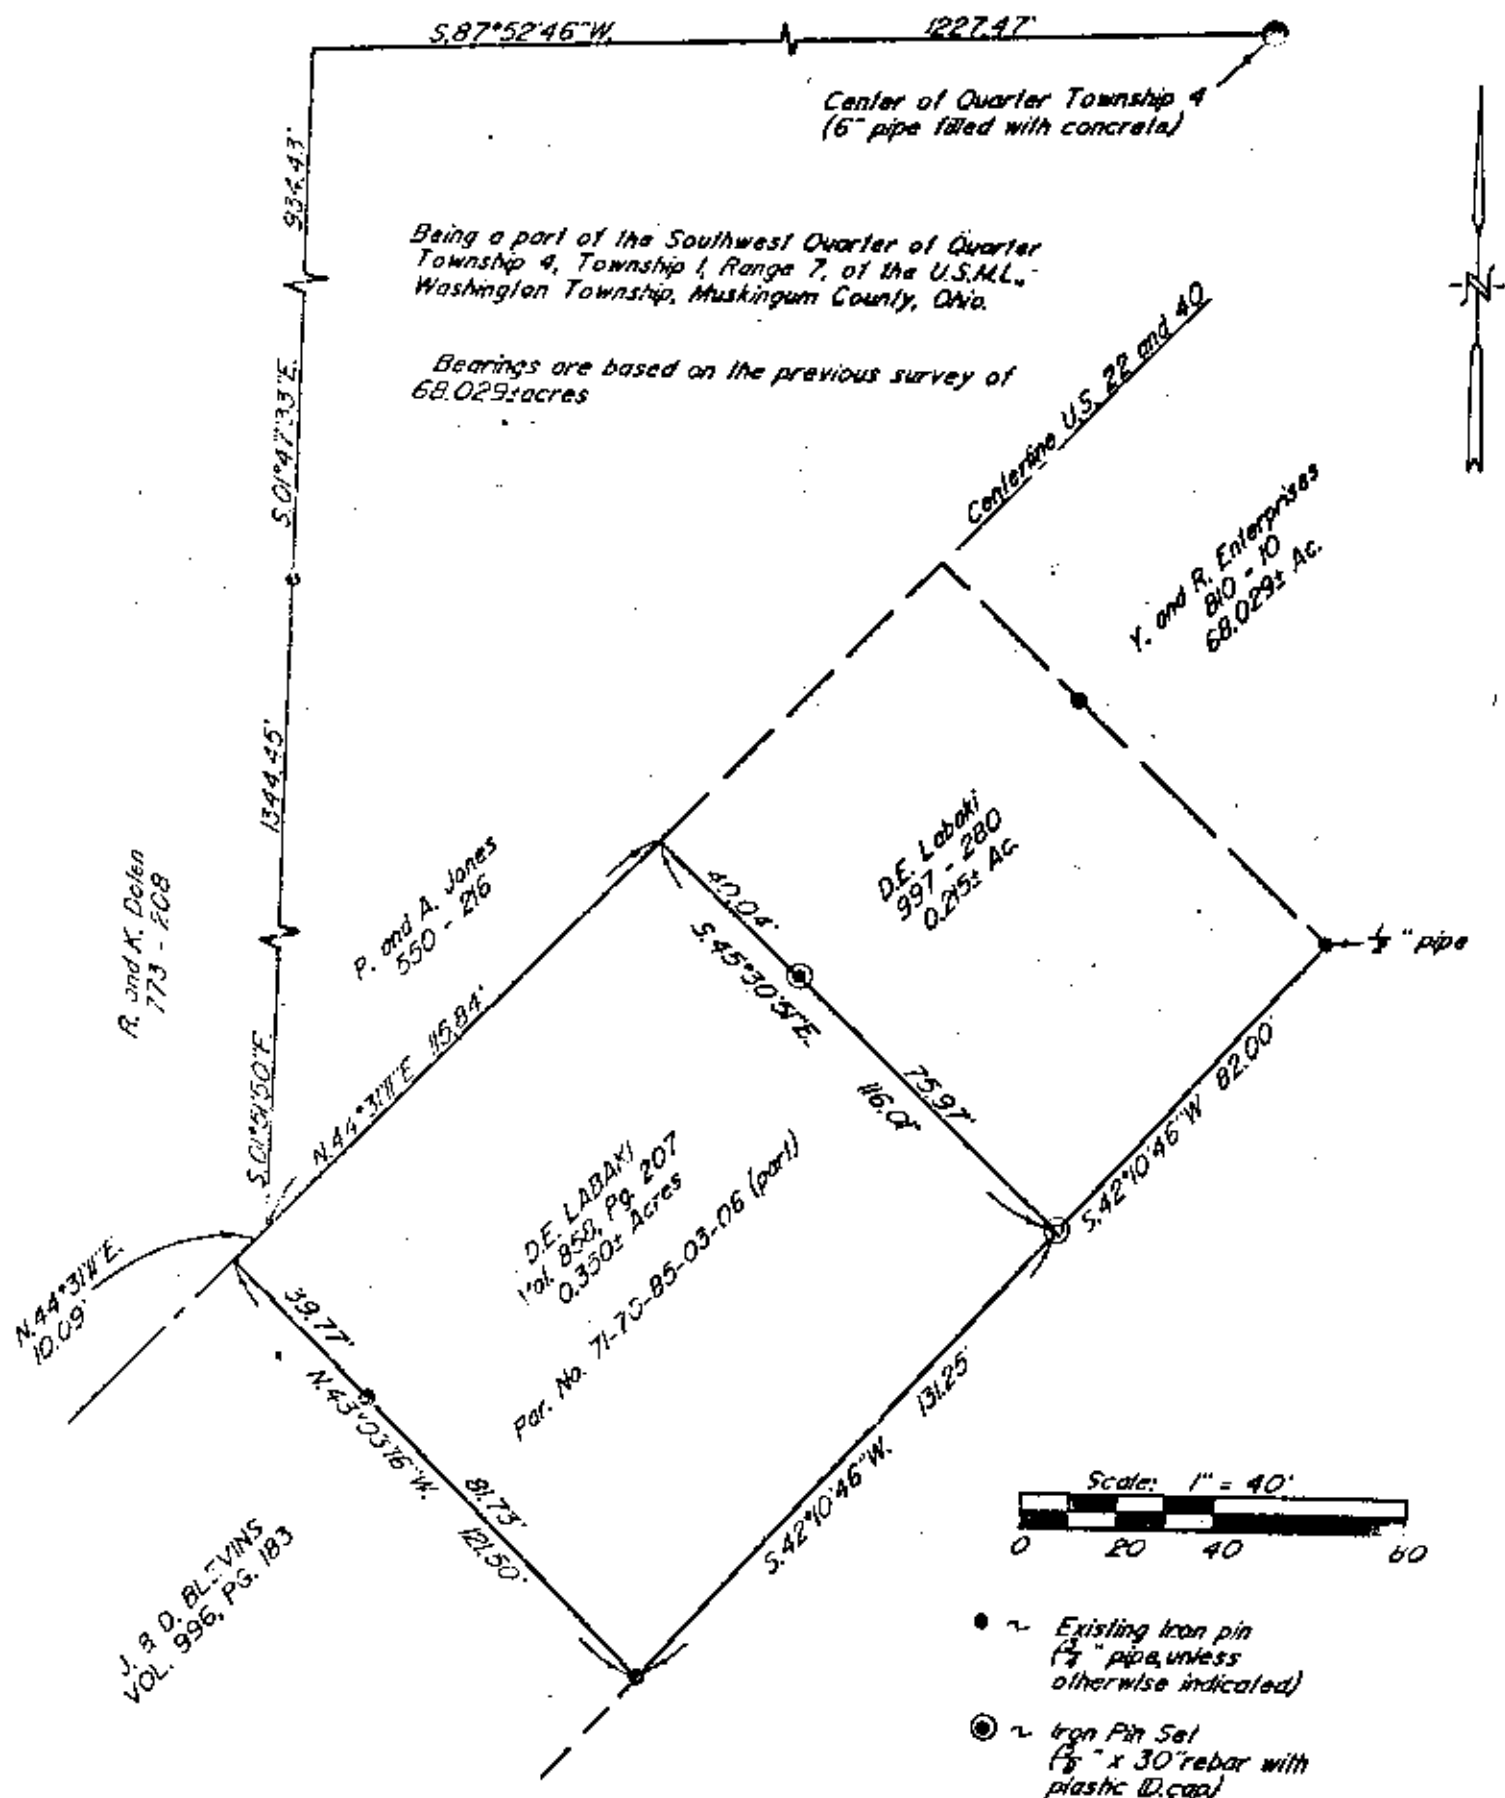 S.87°52'46"W. 1227.47'
Center of Quarter Township 4
(6" pipe filled with concrete)
934.43'
Being a part of the Southwest Quarter of Quarter
Township 4, Township 1, Range 7, of the U.S.M.L.,
Washington Township, Muskingum County, Ohio.
N
Bearings are based on the previous survey of
68.029±acres
S.01°47'33"E.
Centerline U.S. 22 and 40
Y. and R. Enterprises
810 - 10
68.029± Ac.
1344.45'
R. and K. Dolen
773 - 208
P. and A. Jones
550 - 216
D.E. Labaki
997 - 280
0.215± Ac.
40.04'
S.45°30'51"E.
" pipe
75.97'
116.01'
N.44°31'11"E. 115.84'
S.01°51'50"E.
S.42°10'46"W. 82.00'
D.E. LABAKI
Vol. 858, Pg. 207
0.350± Acres
Par. No. 71-70-85-03-06 (part)
N.44°31'11"E.
10.09'
39.77'
N.43°03'16"W.
81.73'
121.50'
131.25'
S.42°10'46"W.
J. & D. BLEVINS
VOL. 996, PG. 183
Scale: 1" = 40'
0 20 40 80
~ Existing Iron pin
(3/4" pipe, unless
otherwise indicated)
~ Iron Pin Set
" x 30" rebar with
plastic ID.cap)